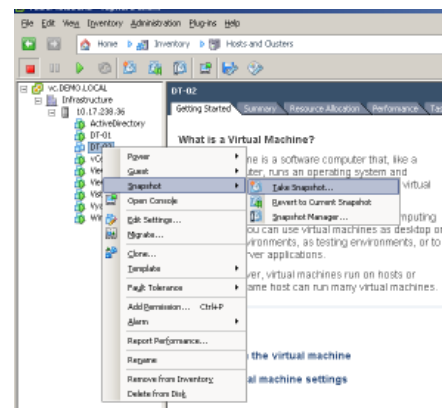 File Edit View Inventory Administration Plug-ins Help
Home Inventory Hosts and Clusters
vc.DEMO.LOCAL
Infrastructure
10.17.238.36
ActiveDirectory
DT-01
DT-02
DT-02
Getting Started Summary Resource Allocation Performance
What is a Virtual Machine?
ne is a software computer that, like a
uter, runs an operating system and
virtual
Power
Guest
Snapshot
Open Console
Edit Settings...
Migrate...
Clone...
Template
Fault Tolerance
Add Permission... Ctrl+P
Alarm
Report Performance...
Rename
Remove from Inventory
Delete from Disk
Take Snapshot...
Revert to Current Snapshot
Snapshot Manager...
mputing
ou can use virtual machines as desktop or
vironments, as testing environments, or to
ver applications.
ver, virtual machines run on hosts or
ame host can run many virtual machines.
the virtual machine
al machine settings